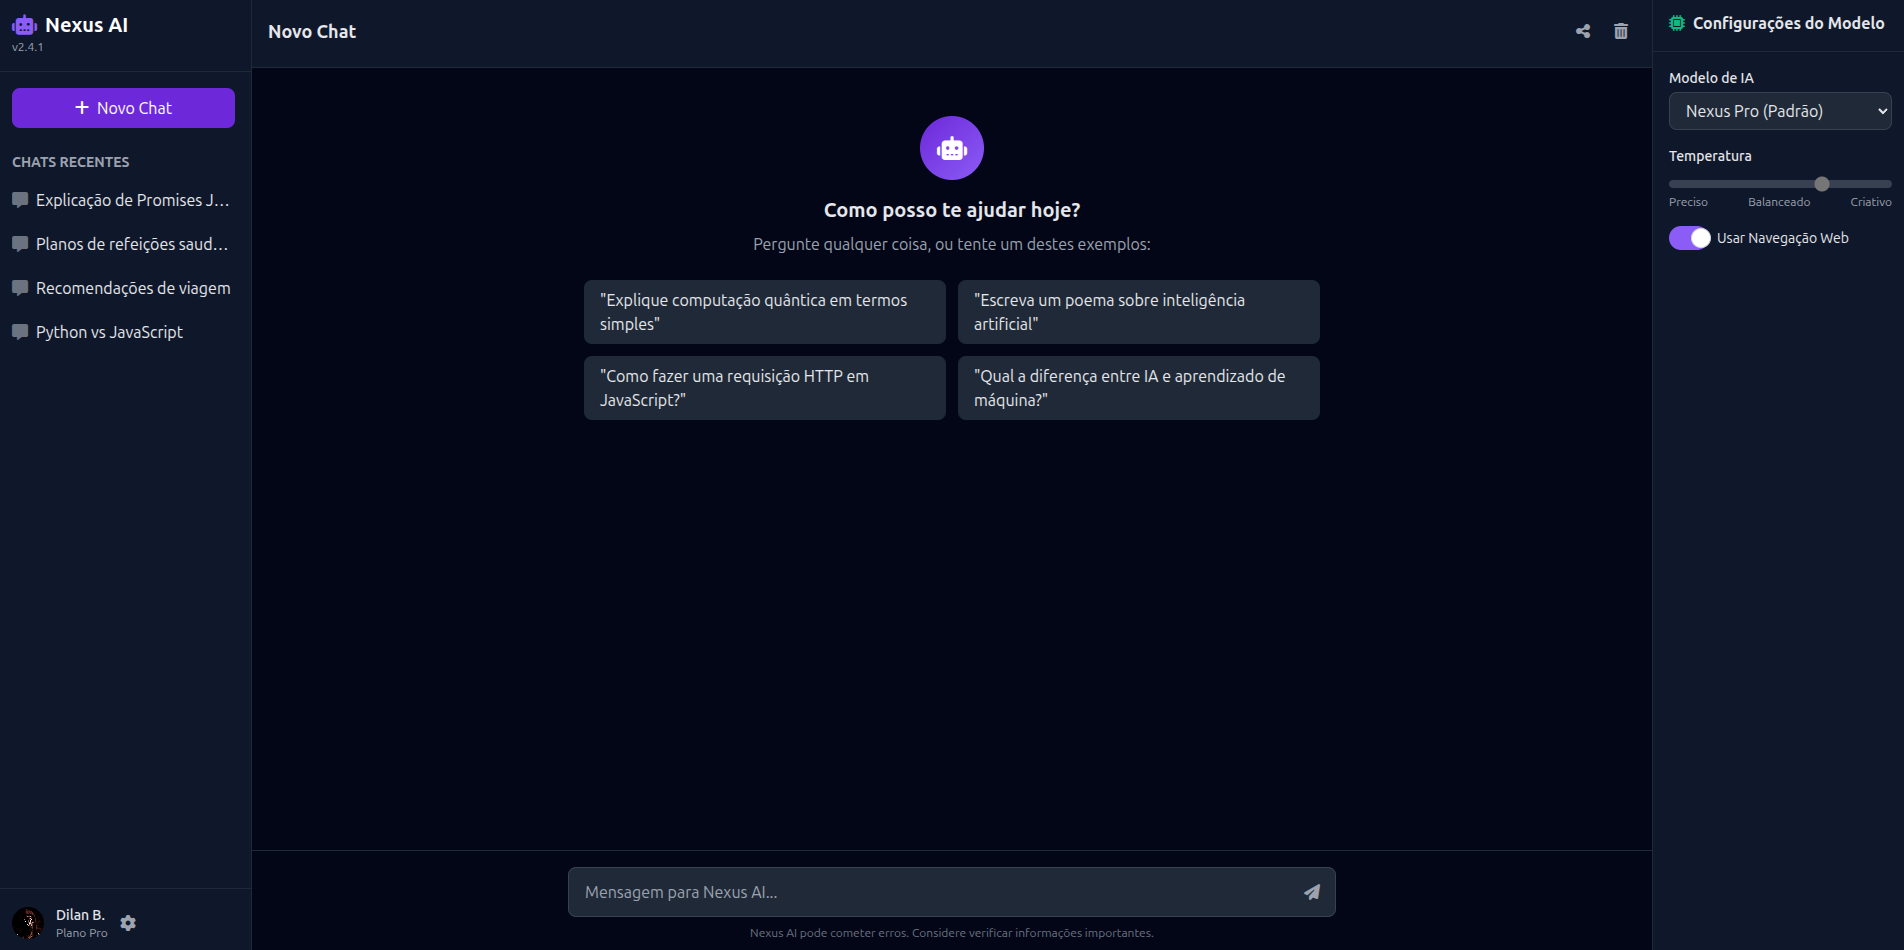 Nexus AI
v2.4.1
Novo Chat
CHATS RECENTES
Explicação de Promises J...
Planos de refeições saud...
Recomendações de viagem
Python vs JavaScript
Dilan B.
Plano Pro
Novo Chat
Como posso te ajudar hoje?
Pergunte qualquer coisa, ou tente um destes exemplos:
"Explique computação quântica em termos
simples"
"Escreva um poema sobre inteligência
artificial"
"Como fazer uma requisição HTTP em
JavaScript?"
"Qual a diferença entre IA e aprendizado de
máquina?"
Mensagem para Nexus AI...
Nexus AI pode cometer erros. Considere verificar informações importantes.
Configurações do Modelo
Modelo de IA
Nexus Pro (Padrão)
Temperatura
Preciso Balanceado Criativo
Usar Navegação Web